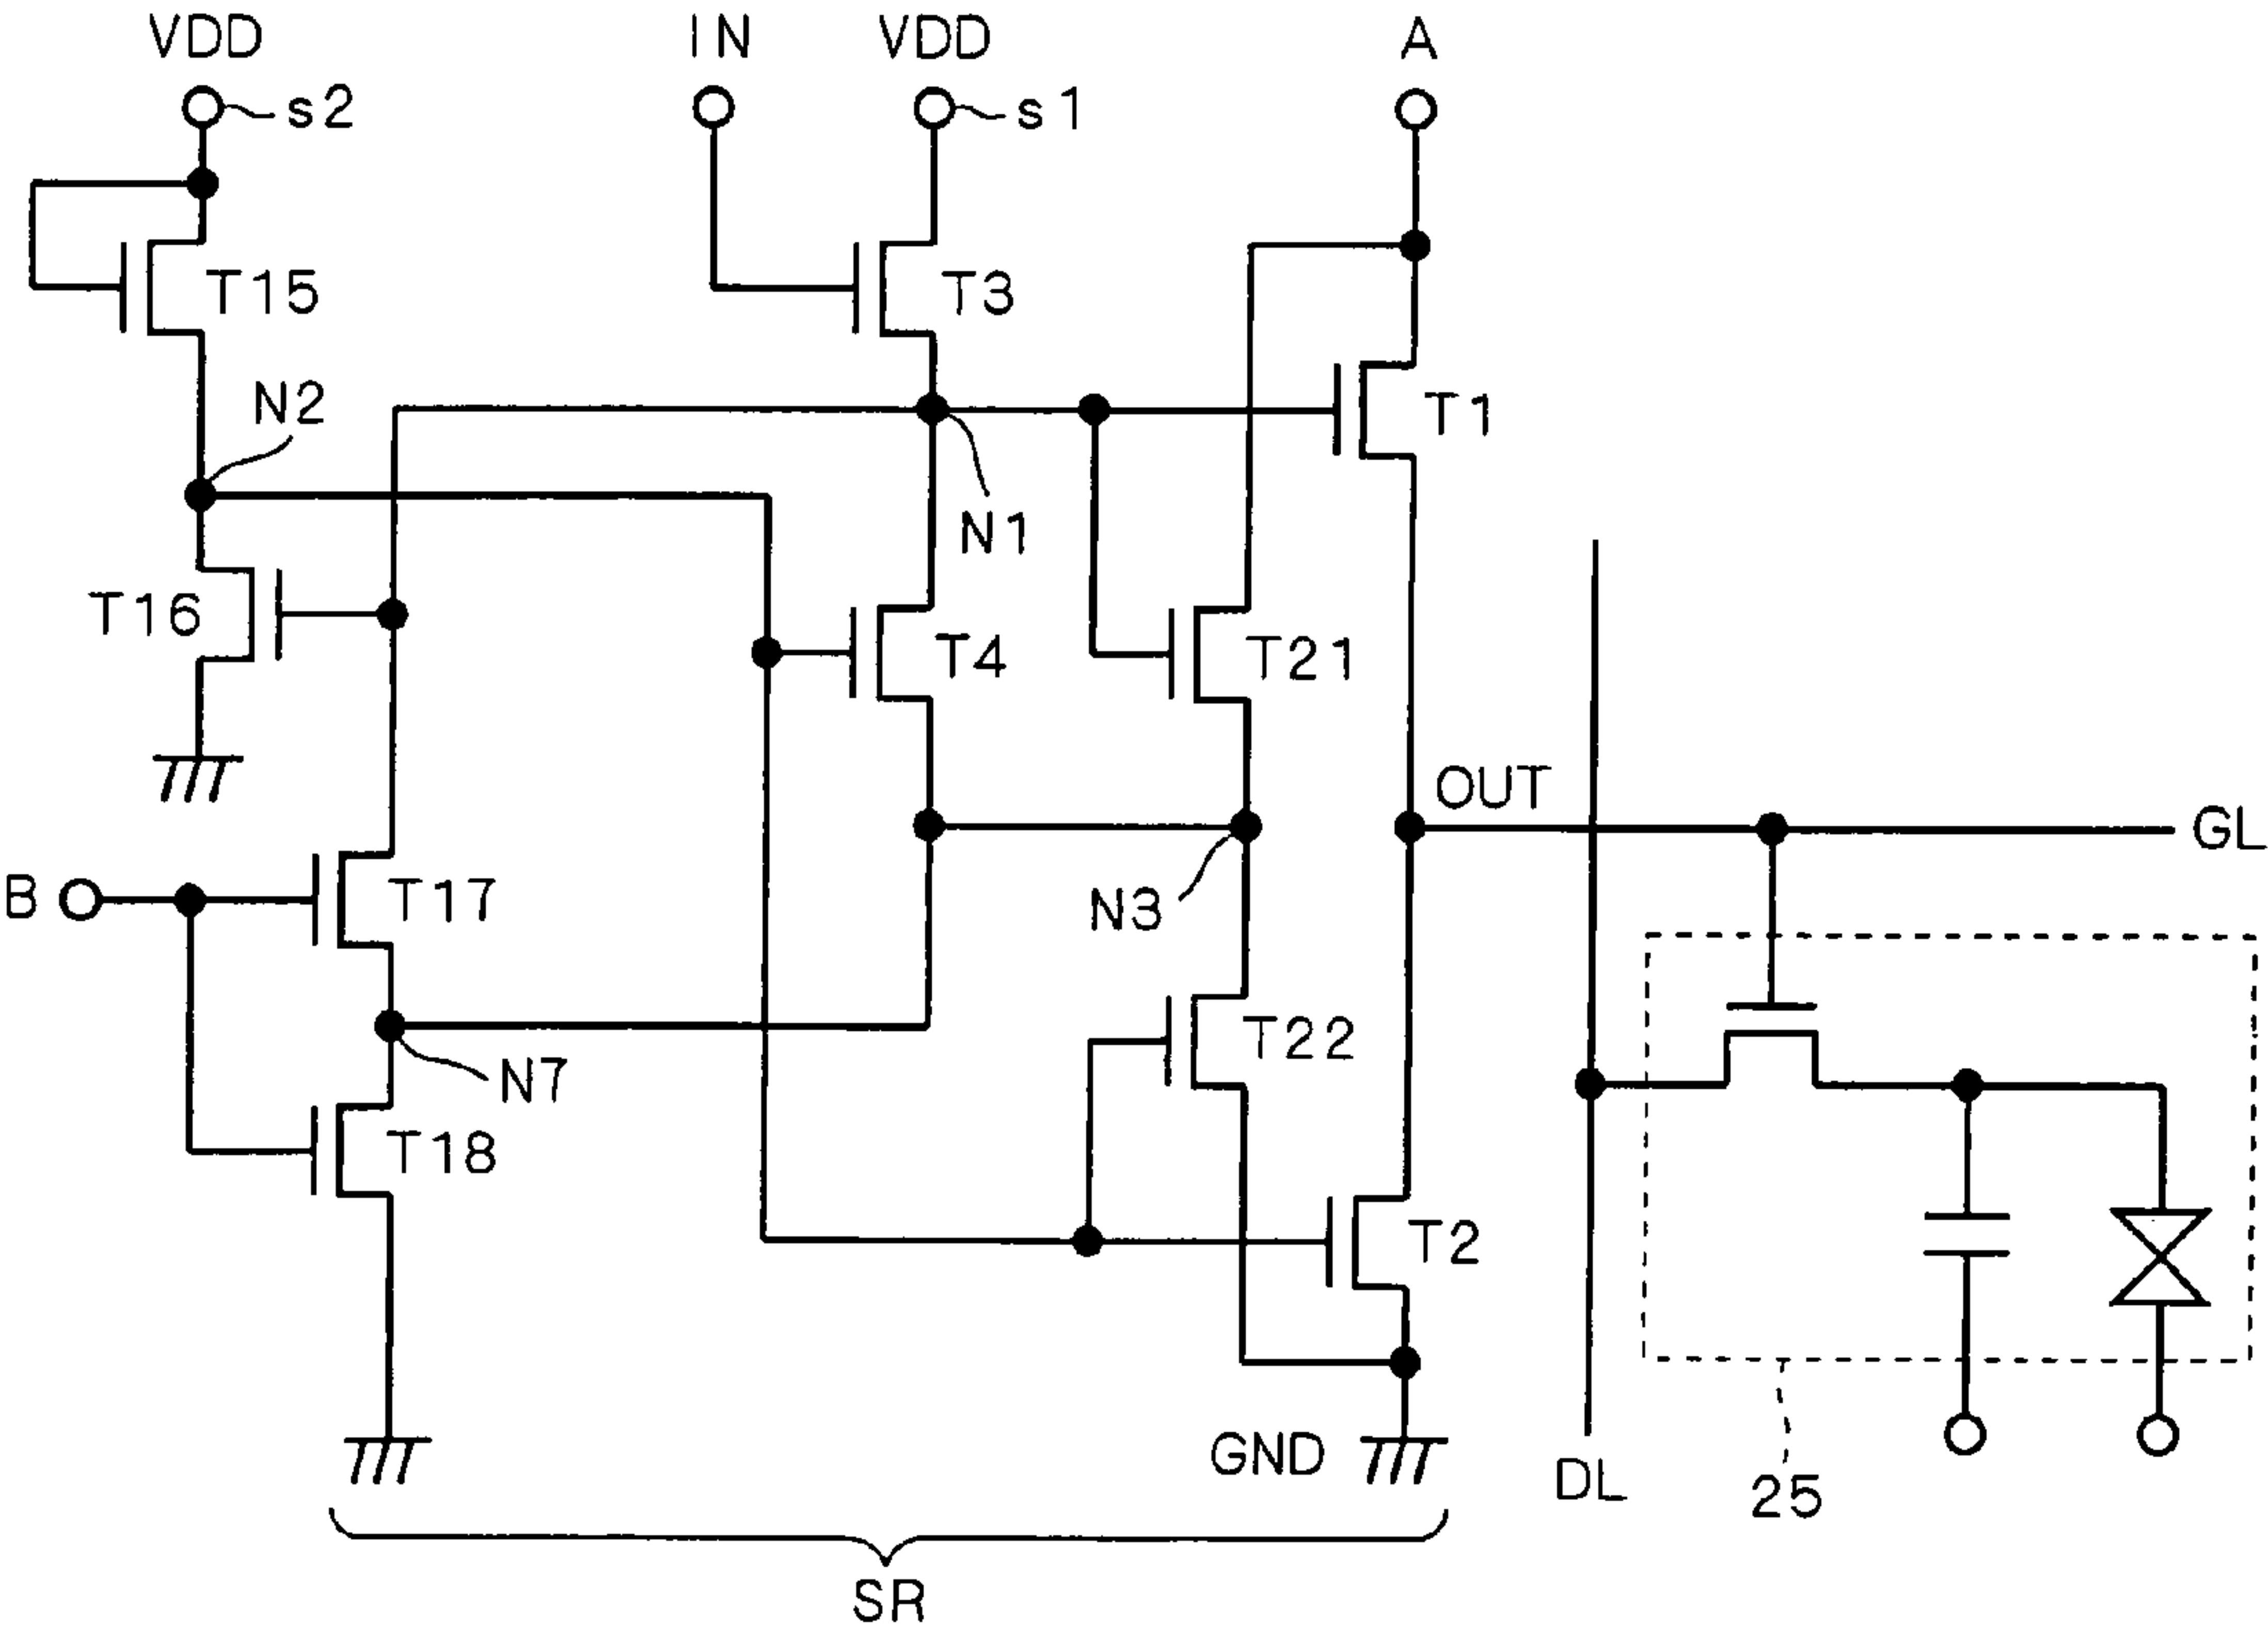 VDD
IN
VDD
A
s2
s1
T15
T3
N2
T1
N1
T16
T4
T21
OUT
GL
B
T17
N3
T22
N7
T18
T2
GND
DL
25
SR